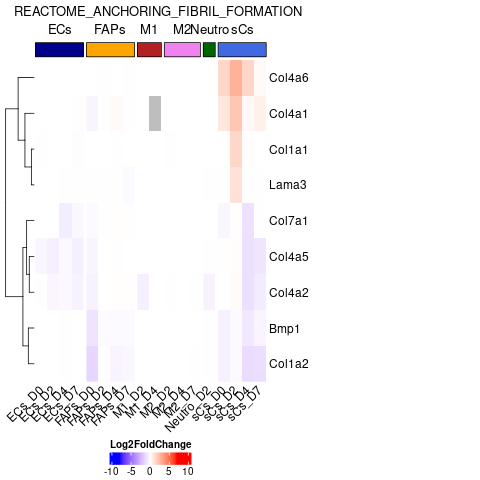 REACTOME_ANCHORING_FIBRIL_FORMATION
ECs FAPs M1 M2 Neutro sCs
Col4a6
Col4a1
Col1a1
Lama3
Col7a1
Col4a5
Col4a2
Bmp1
Col1a2
ECs_D0
ECs_D2
ECs_D4
ECs_D7
FAPs_D0
FAPs_D2
FAPs_D4
FAPs_D7
M1_D2
M1_D4
M2_D2
M2_D4
M2_D7
Neutro_D2
sCs_D0
sCs_D2
sCs_D4
sCs_D7
Log2FoldChange
-10 -5 0 5 10